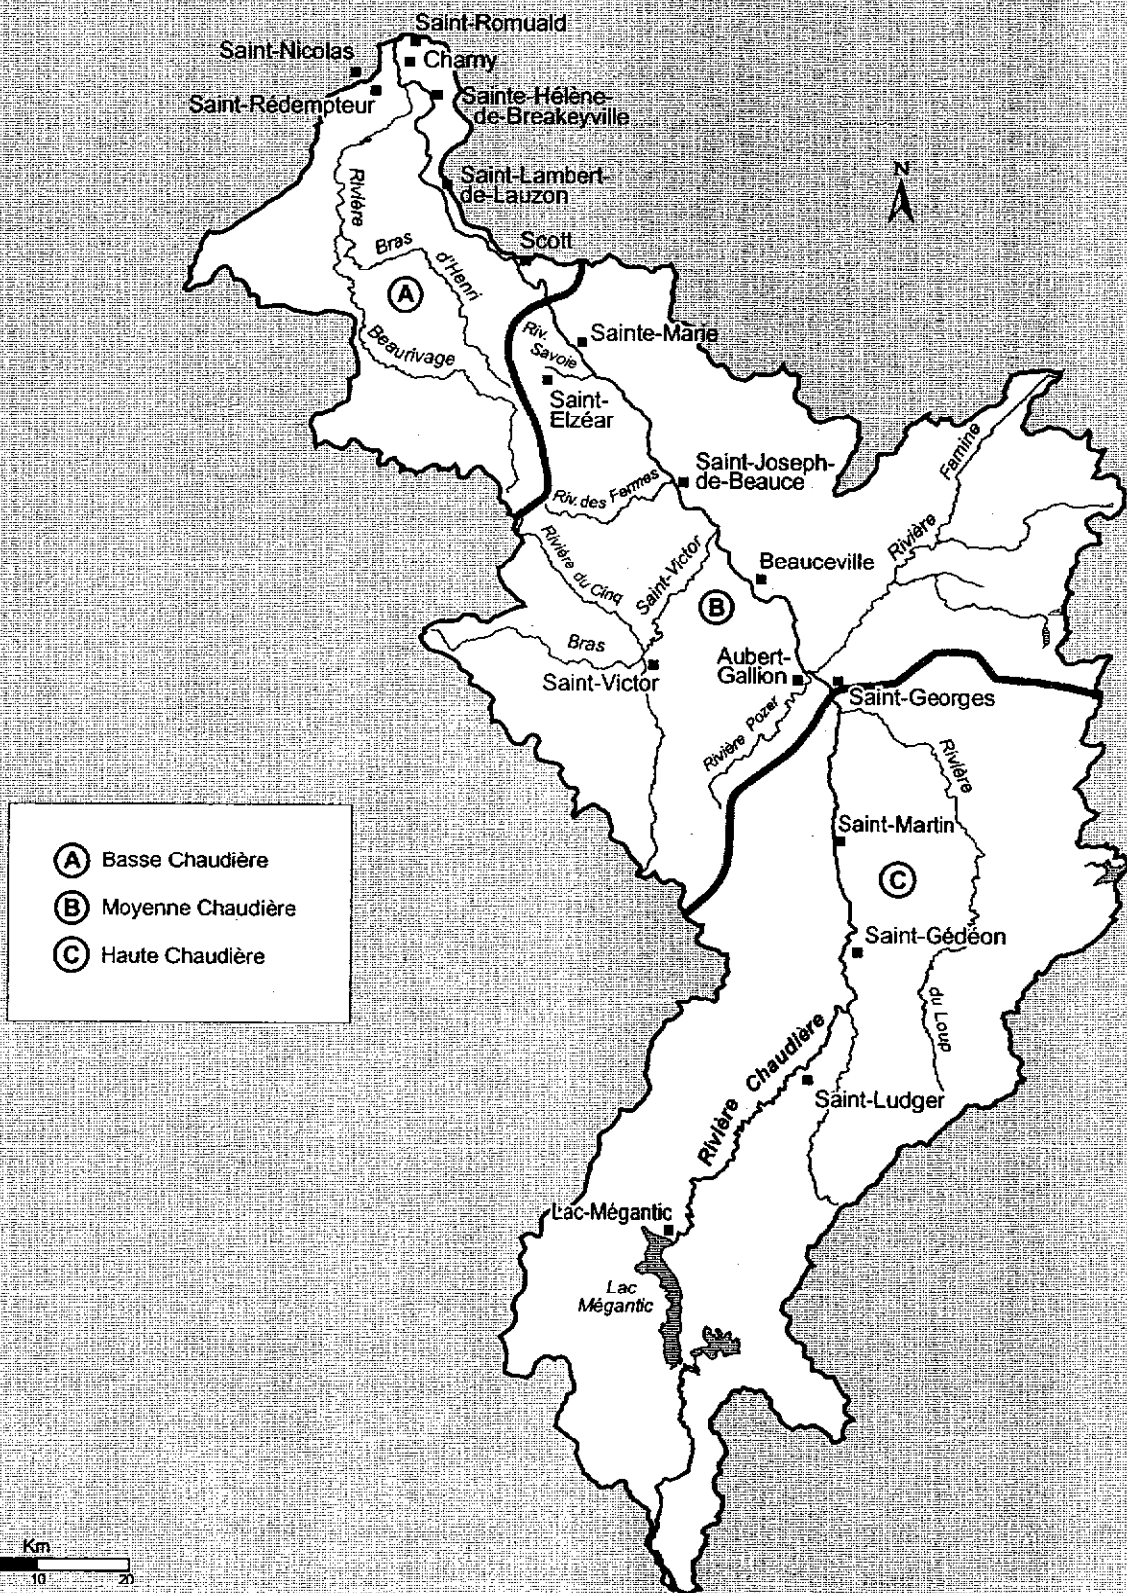 Saint-Romuald
Saint-Nicolas
Charny
Saint-Rédempteur
Sainte-Hélène-
de-Breakeyville
Saint-Lambert-
de-Lauzon
N
Rivière
Bras
d'Henri
Scott
A
Beaurivage
Riv.
Savoie
Sainte-Marie
Saint-
Elzéar
Saint-Joseph-
de-Beauce
Riv. des Fermes
Famine
Rivière
Rivière du Cinq
Saint-Victor
Beauceville
B
Bras
Saint-Victor
Aubert-
Gallion
Saint-Georges
Rivière Pozer
Rivière
Saint-Martin
A Basse Chaudière
B Moyenne Chaudière
C Haute Chaudière
C
Saint-Gédéon
du Loup
Rivière Chaudière
Saint-Ludger
Lac-Mégantic
Lac
Mégantic
Km
10 20